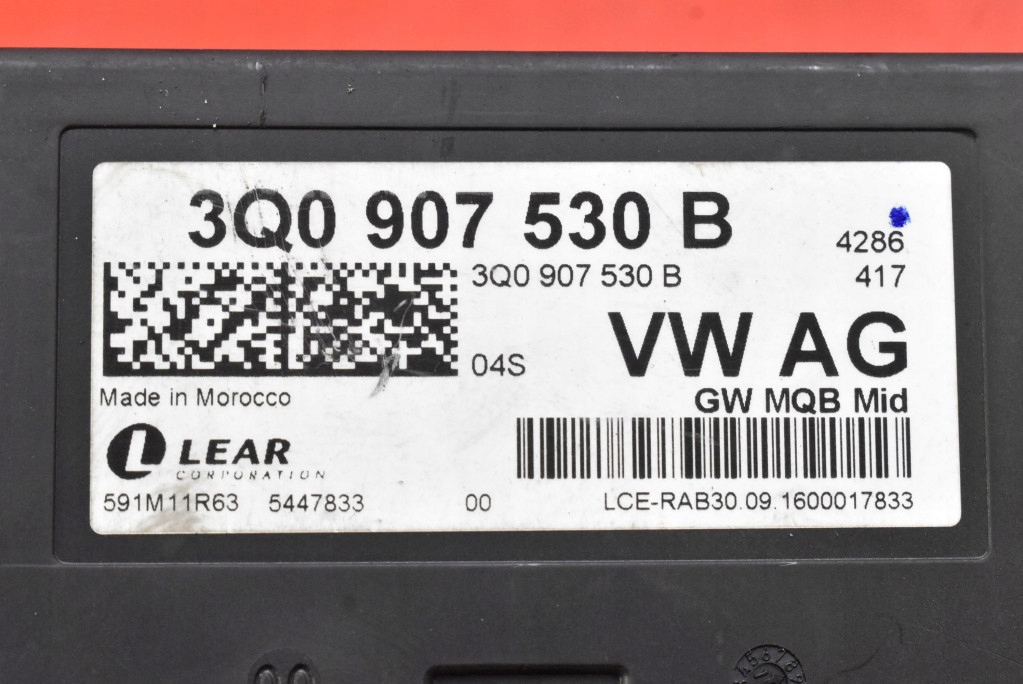 3Q0 907 530 B
4286
3Q0 907 530 B
417
VW AG
04S
GW MQB Mid
Made in Morocco
LEAR
CORPORATION
591M11R63 5447833 00 LCE-RAB30.09.1600017833